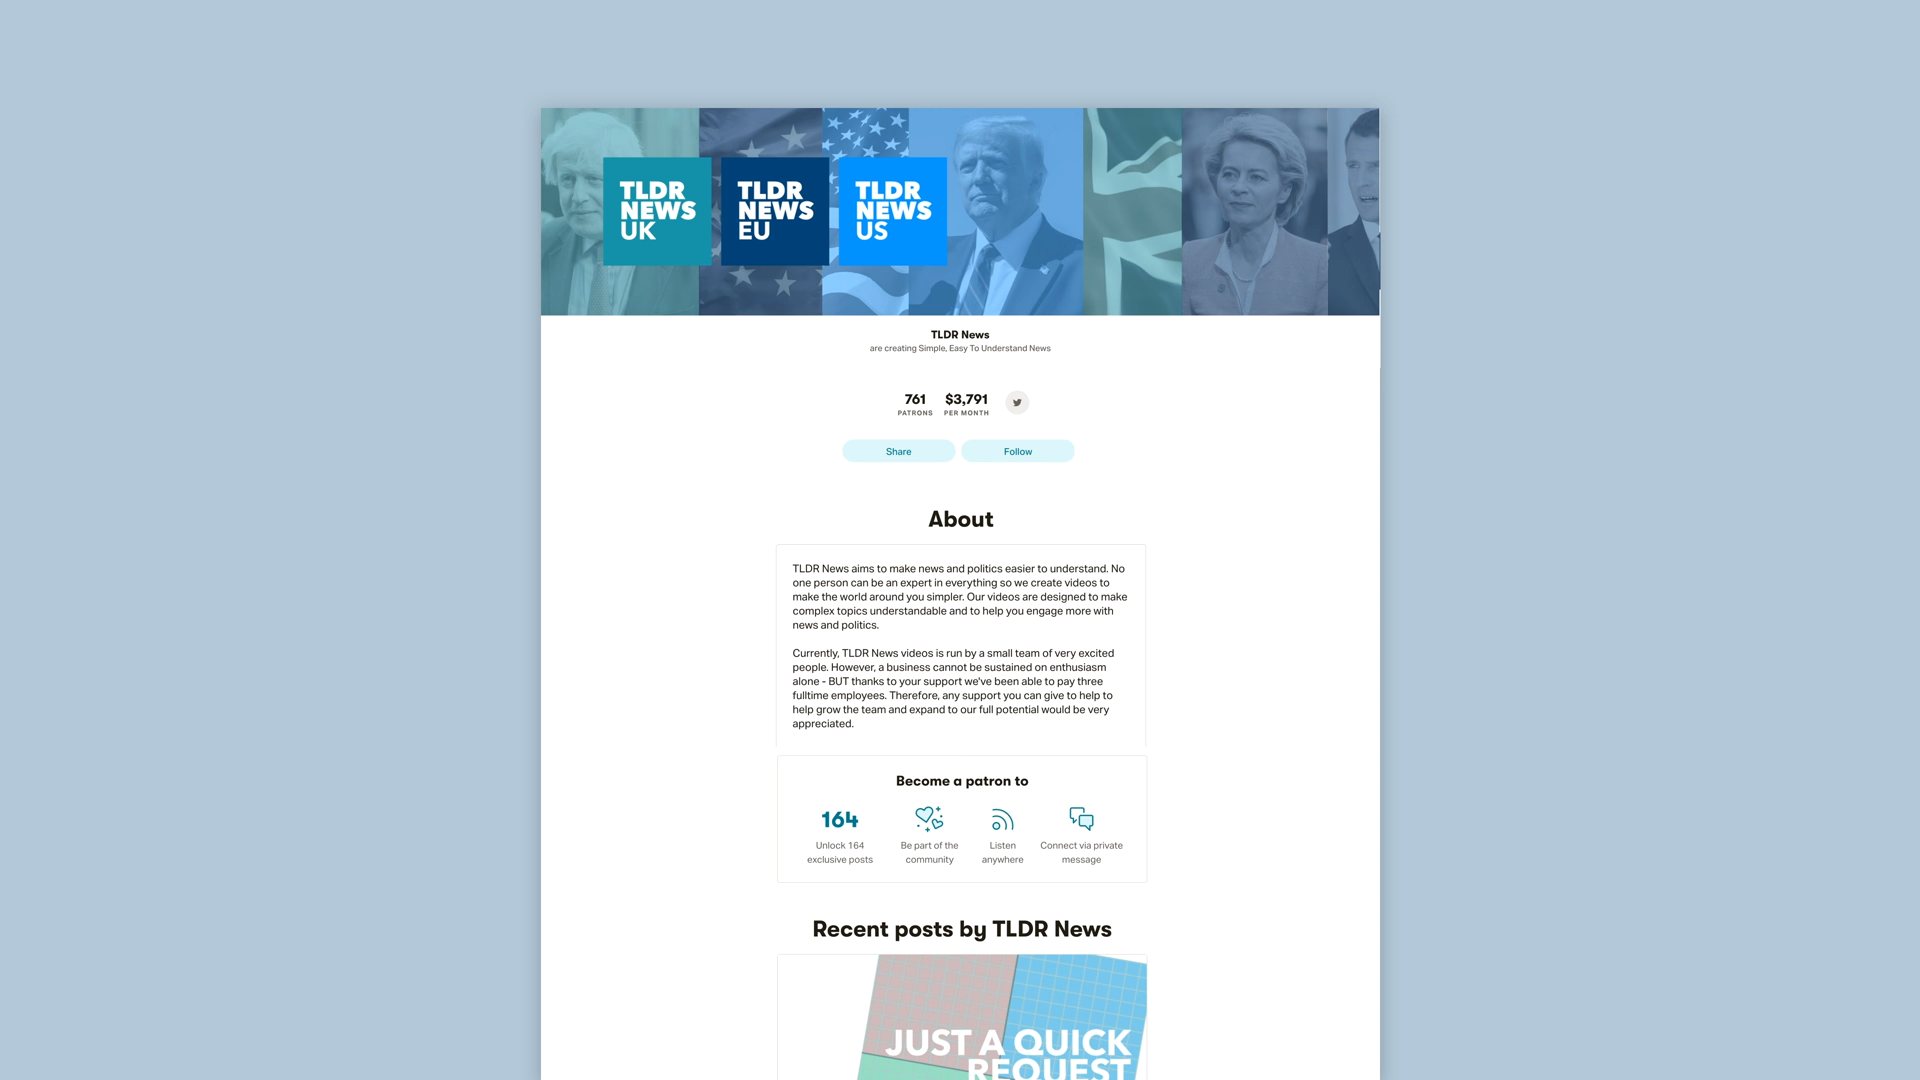 TLDR
NEWS
UK
TLDR
NEWS
EU
TLDR
NEWS
US
TLDR News
are creating Simple, Easy To Understand News
761
PATRONS
$3,791
PER MONTH
Share
Follow
About
TLDR News aims to make news and politics easier to understand. No
one person can be an expert in everything so we create videos to
make the world around you simpler. Our videos are designed to make
complex topics understandable and to help you engage more with
news and politics.
Currently, TLDR News videos is run by a small team of very excited
people. However, a business cannot be sustained on enthusiasm
alone - BUT thanks to your support we've been able to pay three
fulltime employees. Therefore, any support you can give to help to
help grow the team and expand to our full potential would be very
appreciated.
Become a patron to
164
Unlock 164
exclusive posts
Be part of the
community
Listen
anywhere
Connect via private
message
Recent posts by TLDR News
JUST A QUICK
REQUEST